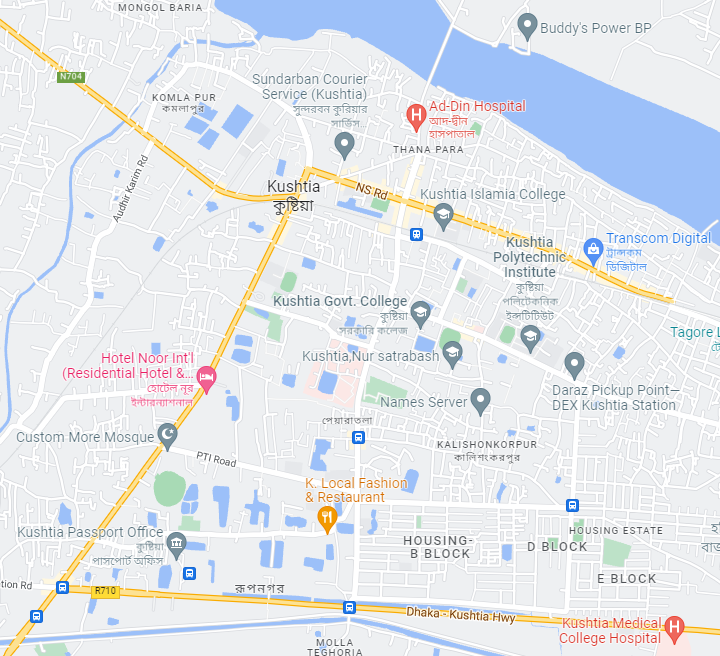 MONGOL BARIA
Buddy's Power BP
N704
Sundarban Courier
Service (Kushtia)
সুন্দরবন কুরিয়ার
সার্ভিস
KOMLA PUR
কমলাপুর
Ad-Din Hospital
আদ-দ্বীন
হাসপাতাল
THANA PARA
Audhir Karim Rd
Kushtia
কুষ্টিয়া
NS Rd
Kushtia Islamia College
Transcom Digital
ট্রান্সকম
ডিজিটাল
Kushtia
Polytechnic
Institute
কুষ্টিয়া
পলিটেকনিক
ইনস্টিটিউট
Kushtia Govt. College
কুষ্টিয়া
সরকারি কলেজ
Tagore L
Kushtia,Nur satrabash
Hotel Noor Int'l
(Residential Hotel &...
হোটেল নূর
ইন্টারন্যাশনাল
Names Server
Daraz Pickup Point—
DEX Kushtia Station
পেয়ারাতলা
Custom More Mosque
KALISHONKORPUR
কালিশংকরপুর
PTI Road
K. Local Fashion
& Restaurant
Kushtia Passport Office
কুষ্টিয়া
পাসপোর্ট অফিস
HOUSING-
B BLOCK
HOUSING ESTATE
D BLOCK
E BLOCK
tion Rd
R710
রূপনগর
Dhaka - Kushtia Hwy
Kushtia Medical
College Hospital
MOLLA
TEGHORIA